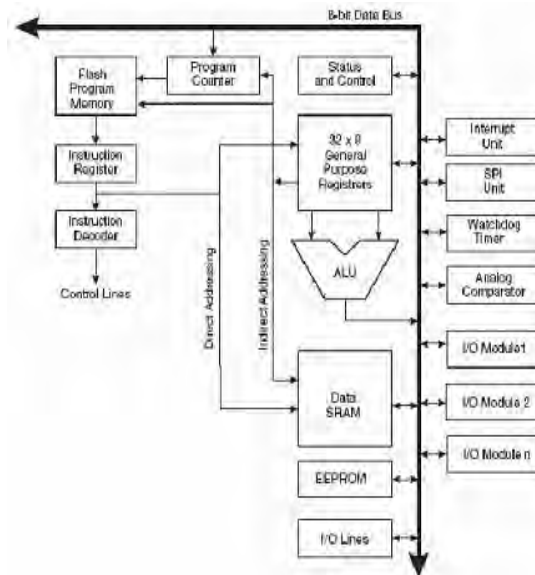 8-bit Data Bus
Flash
Program
Memory
Program
Counter
Status
and Control
Instruction
Register
32 x 8
General
Purpose
Registrers
Interrupt
Unit
SPI
Unit
Instruction
Decoder
Watchdog
Timer
Direct Addressing
Indirect Addressing
ALU
Analog
Comparator
Control Lines
I/O Module1
Data
SRAM
I/O Module 2
I/O Module n
EEPROM
I/O Lines